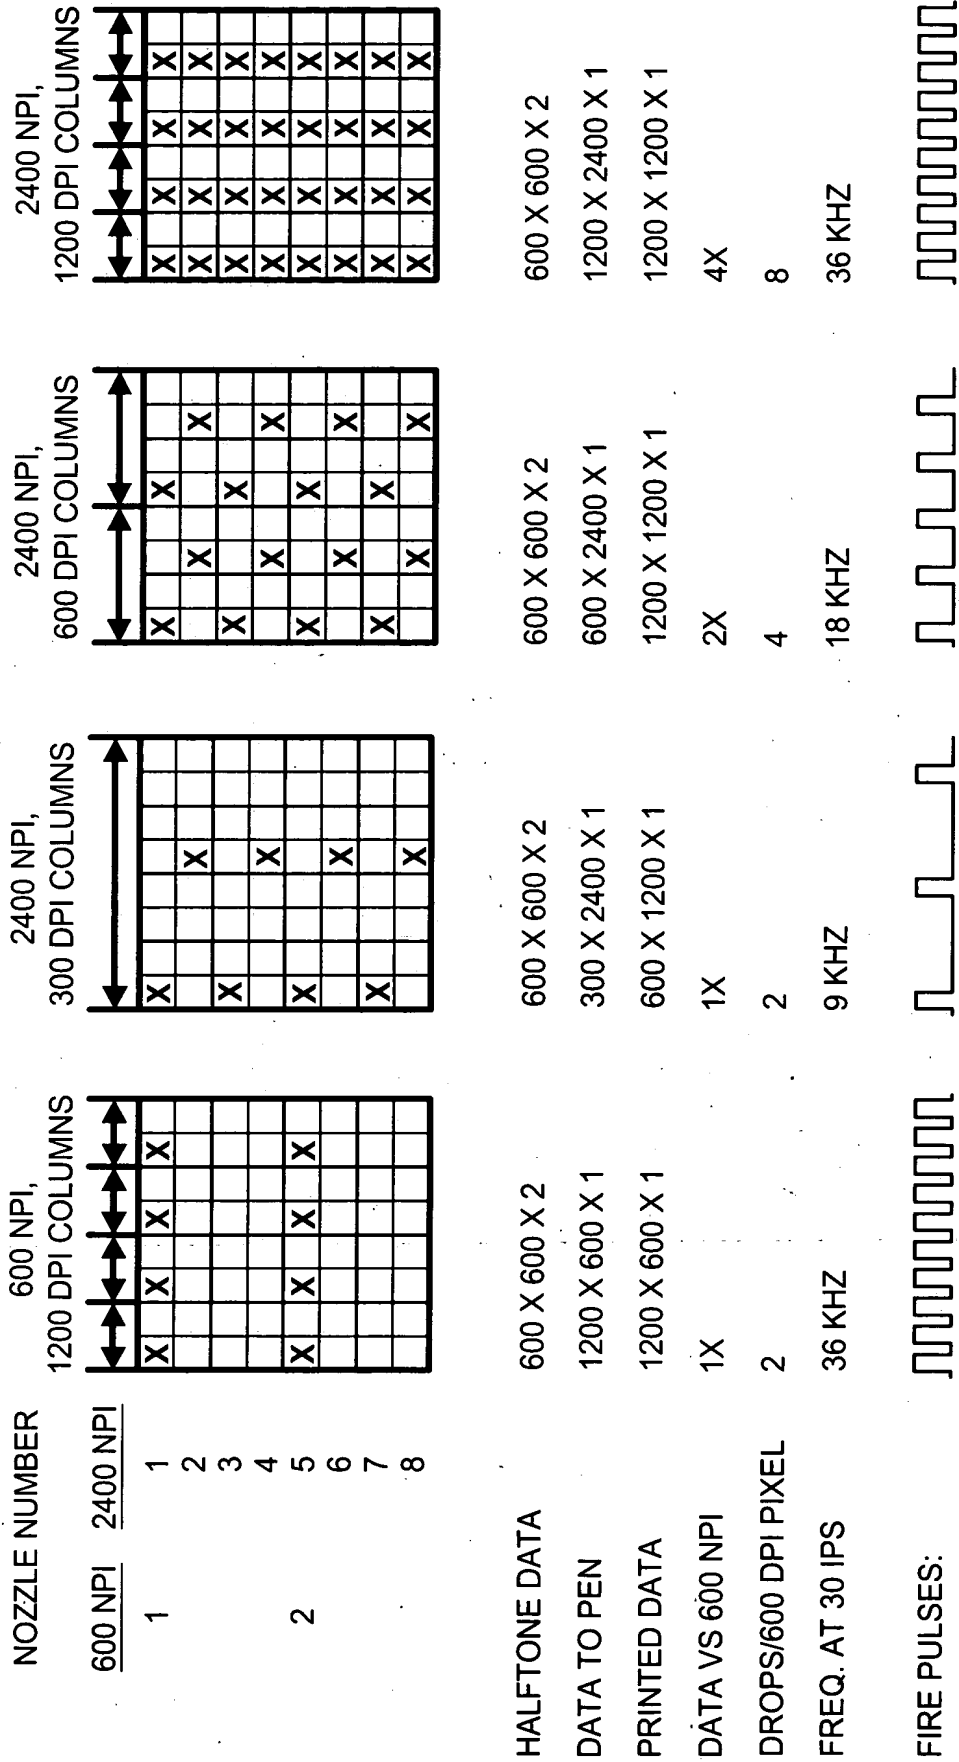 NOZZLE NUMBER
600 NPI 2400 NPI
1 1
2
3
4
2 5
6
7
8
600 NPI,
1200 DPI COLUMNS
X X X X
X X X X
2400 NPI,
300 DPI COLUMNS
X
X
X
X
X
X
X
X
2400 NPI,
600 DPI COLUMNS
X X
X X
X X
X X
X X
X X
X X
X X
2400 NPI,
1200 DPI COLUMNS
X X X X
X X X X
X X X X
X X X X
X X X X
X X X X
X X X X
X X X X
HALFTONE DATA 600 X 600 X 2 600 X 600 X 2 600 X 600 X 2 600 X 600 X 2
DATA TO PEN 1200 X 600 X 1 300 X 2400 X 1 600 X 2400 X 1 1200 X 2400 X 1
PRINTED DATA 1200 X 600 X 1 600 X 1200 X 1 1200 X 1200 X 1 1200 X 1200 X 1
DATA VS 600 NPI 1X 1X 2X 4X
DROPS/600 DPI PIXEL 2 2 4 8
FREQ. AT 30 IPS 36 KHZ 9 KHZ 18 KHZ 36 KHZ
FIRE PULSES: